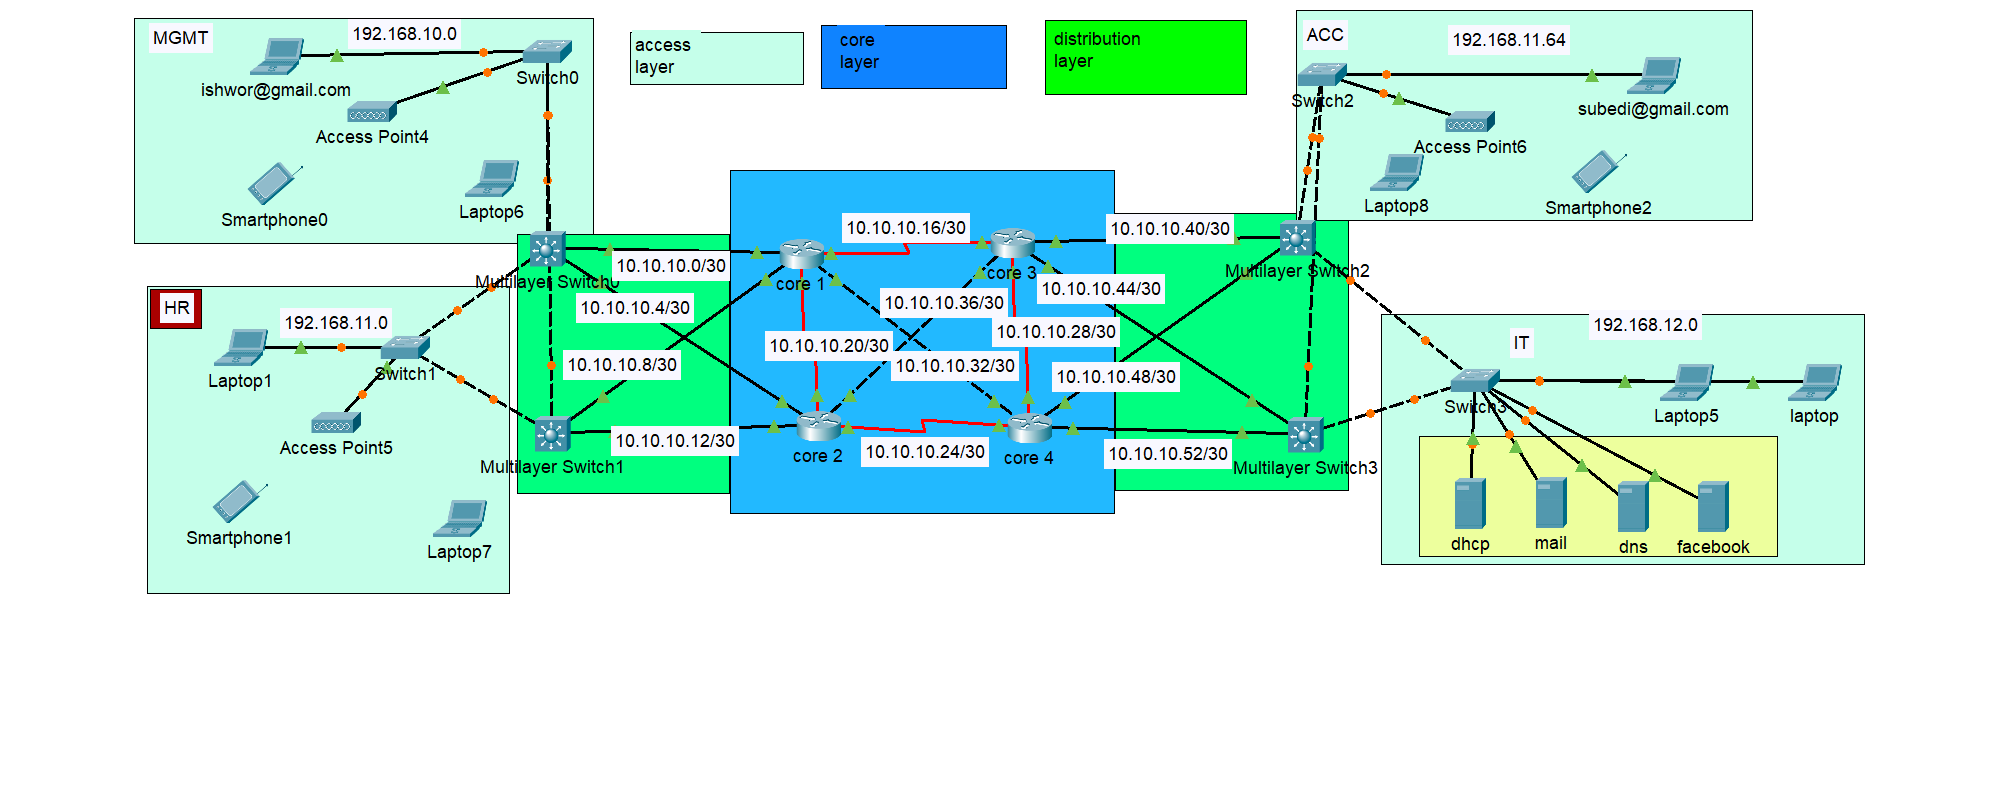 MGMT
192.168.10.0
ishwor@gmail.com
Switch0
Access Point4
Smartphone0
Laptop6
access
layer
core
layer
distribution
layer
ACC
192.168.11.64
Switch2
subedi@gmail.com
Access Point6
Laptop8
Smartphone2
HR
192.168.11.0
Laptop1
Switch1
Access Point5
Smartphone1
Laptop7
Multilayer Switch0
Multilayer Switch1
10.10.10.0/30
10.10.10.4/30
10.10.10.8/30
10.10.10.12/30
10.10.10.16/30
core 1
core 3
10.10.10.36/30
10.10.10.20/30
10.10.10.32/30
10.10.10.28/30
core 2
10.10.10.24/30
core 4
10.10.10.40/30
10.10.10.44/30
10.10.10.48/30
10.10.10.52/30
Multilayer Switch2
Multilayer Switch3
IT
192.168.12.0
Switch3
Laptop5
laptop
dhcp
mail
dns
facebook